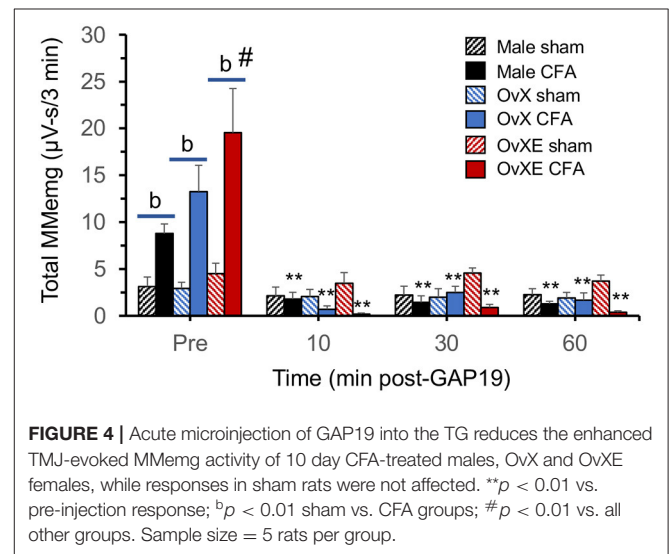 30
25
20
15
10
5
0
Total MMemg (µV-s/3 min)
b
b
b #
Male sham
Male CFA
OvX sham
OvX CFA
OvXE sham
OvXE CFA
** ** **
** ** **
** ** **
Pre 10 30 60
Time (min post-GAP19)
FIGURE 4 | Acute microinjection of GAP19 into the TG reduces the enhanced
TMJ-evoked MMemg activity of 10 day CFA-treated males, OvX and OvXE
females, while responses in sham rats were not affected. **p < 0.01 vs.
pre-injection response; ᵇp < 0.01 sham vs. CFA groups; #p < 0.01 vs. all
other groups. Sample size = 5 rats per group.